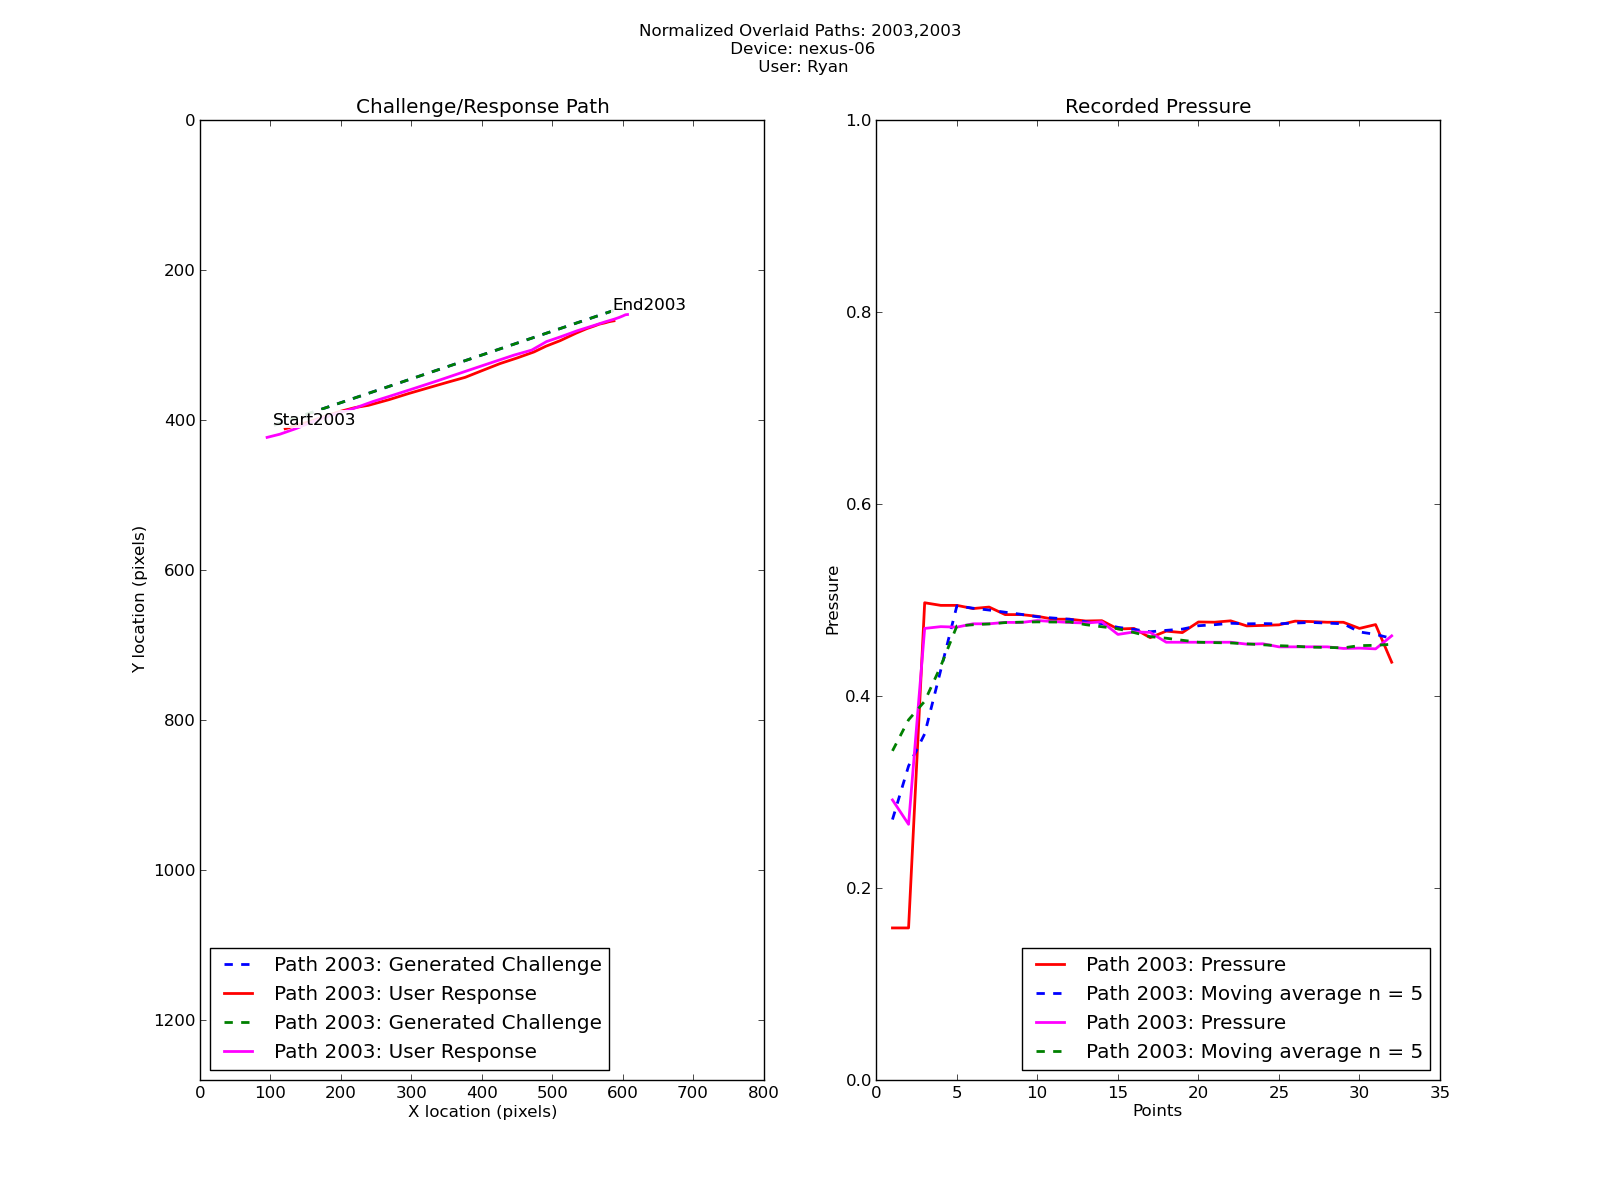 Normalized Overlaid Paths: 2003,2003
Device: nexus-06
User: Ryan
Challenge/Response Path
0
200
400
600
800
1000
1200
Y location (pixels)
End2003
Start2003
Path 2003: Generated Challenge
Path 2003: User Response
Path 2003: Generated Challenge
Path 2003: User Response
0 100 200 300 400 500 600 700 800
X location (pixels)
Recorded Pressure
1.0
0.8
0.6
0.4
0.2
0.0
Pressure
Path 2003: Pressure
Path 2003: Moving average n = 5
Path 2003: Pressure
Path 2003: Moving average n = 5
0 5 10 15 20 25 30 35
Points